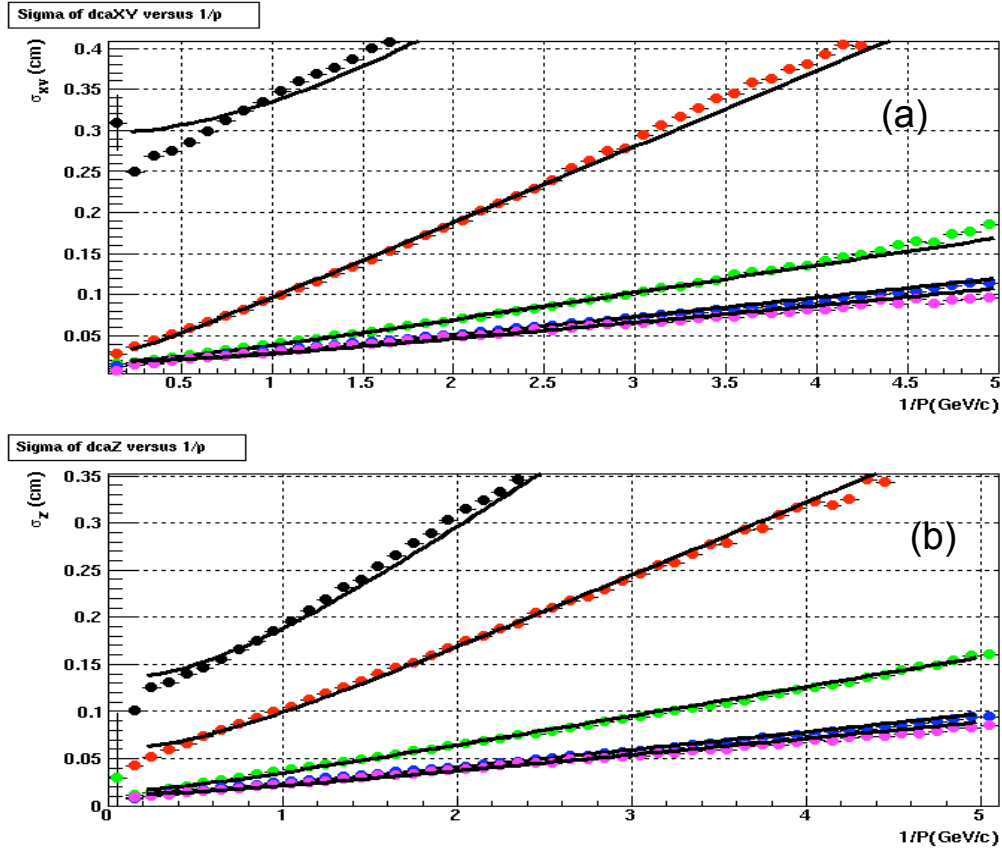 Sigma of dcaXY versus 1/p
0.4
0.35
0.3
0.25
0.2
0.15
0.1
0.05
σxy (cm)
(a)
0.5 1 1.5 2 2.5 3 3.5 4 4.5 5
1/P(GeV/c)
Sigma of dcaZ versus 1/p
0.35
0.3
0.25
0.2
0.15
0.1
0.05
0
σz (cm)
(b)
0 1 2 3 4 5
1/P(GeV/c)